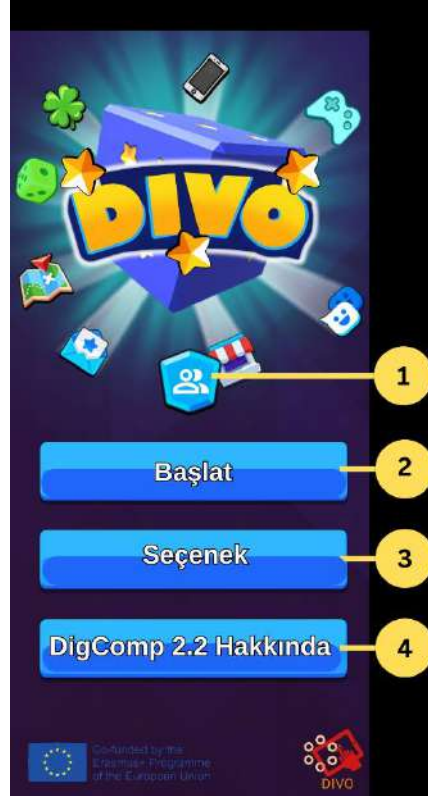 DIVO
1
Başlat
2
Seçenek
3
DigComp 2.2 Hakkında
4
Co-funded by the
Erasmus+ Programme
of the European Union
DIVO